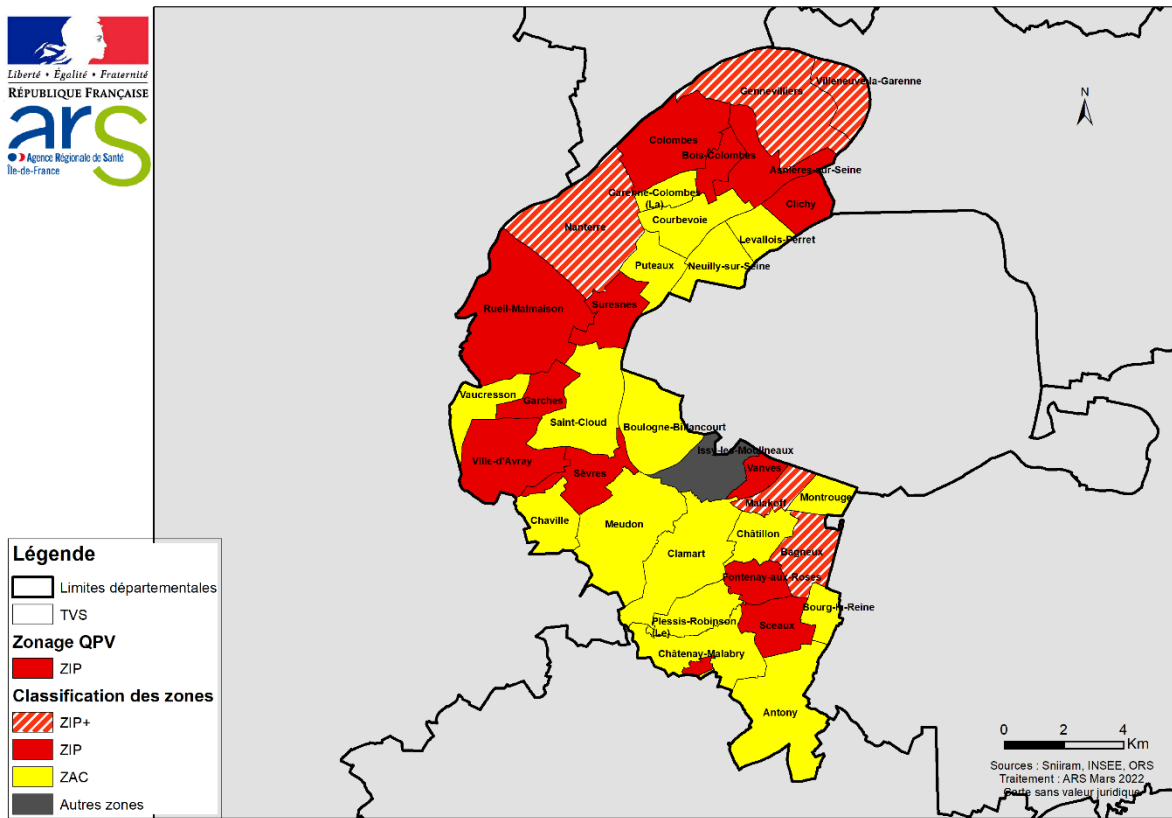 Liberté • Égalité • Fraternité
RÉPUBLIQUE FRANÇAISE
ars
Agence Régionale de Santé
Île-de-France
N
Villeneuve-la-Garenne
Gennevilliers
Colombes
Bois-Colombes
Asnières-sur-Seine
Garenne-Colombes
(La)
Clichy
Courbevoie
Nanterre
Levallois-Perret
Puteaux
Neuilly-sur-Seine
Suresnes
Rueil-Malmaison
Vaucresson
Garches
Saint-Cloud
Boulogne-Billancourt
Issy-les-Moulineaux
Ville-d'Avray
Sèvres
Vanves
Malakoff
Montrouge
Chaville
Meudon
Châtillon
Clamart
Bagneux
Fontenay-aux-Roses
Bourg-la-Reine
Plessis-Robinson
(Le)
Sceaux
Châtenay-Malabry
Antony
Légende
Limites départementales
TVS
Zonage QPV
ZIP
Classification des zones
ZIP+
ZIP
ZAC
Autres zones
0 2 4
Km
Sources : Sniiram, INSEE, ORS
Traitement : ARS Mars 2022
Carte sans valeur juridique